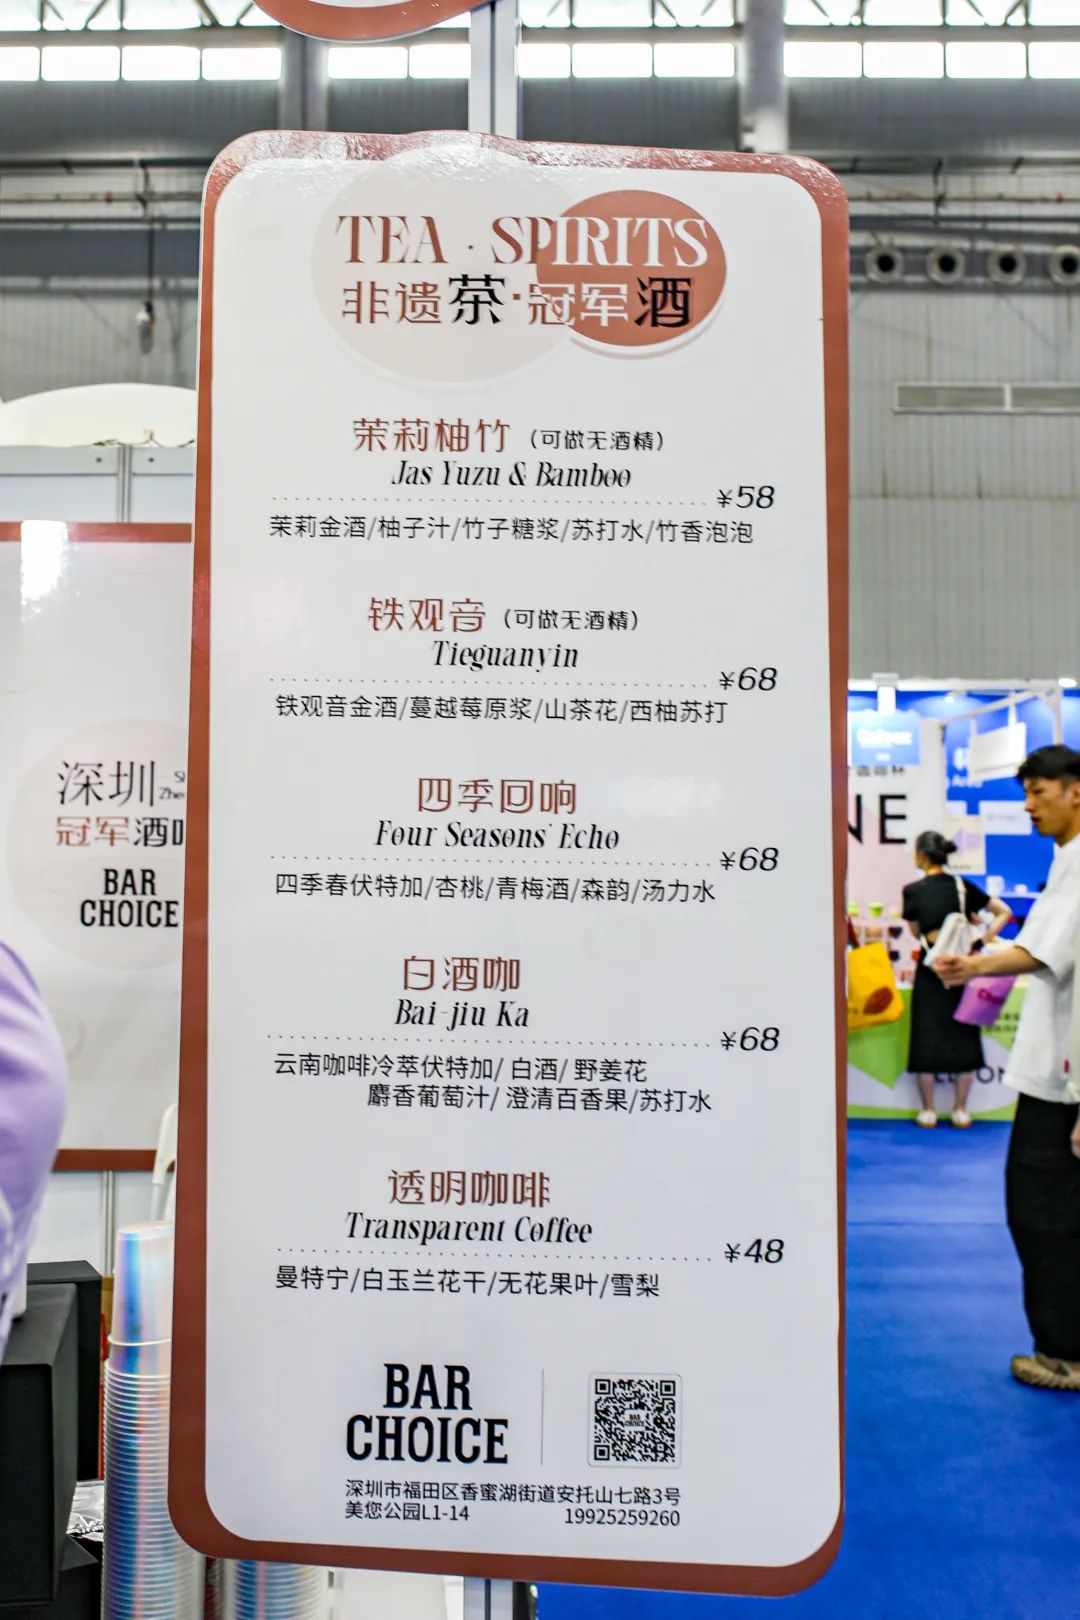 TEA · SPIRITS
非遗茶·冠军酒
茉莉柚竹（可做无酒精）
Jas Yuzu & Bamboo
¥58
茉莉金酒/柚子汁/竹子糖浆/苏打水/竹香泡泡
铁观音（可做无酒精）
Tieguanyin
¥68
铁观音金酒/蔓越莓原浆/山茶花/西柚苏打
四季回响
Four Seasons' Echo
¥68
四季春伏特加/杏桃/青梅酒/森韵/汤力水
白酒咖
Bai-jiu Ka
¥68
云南咖啡冷萃伏特加/ 白酒/ 野姜花
麝香葡萄汁/ 澄清百香果/苏打水
透明咖啡
Transparent Coffee
¥48
曼特宁/白玉兰花干/无花果叶/雪梨
BAR
CHOICE
深圳市福田区香蜜湖街道安托山七路3号
美您公园L1-14 19925259260
深圳
冠军酒
BAR
CHOICE
NE